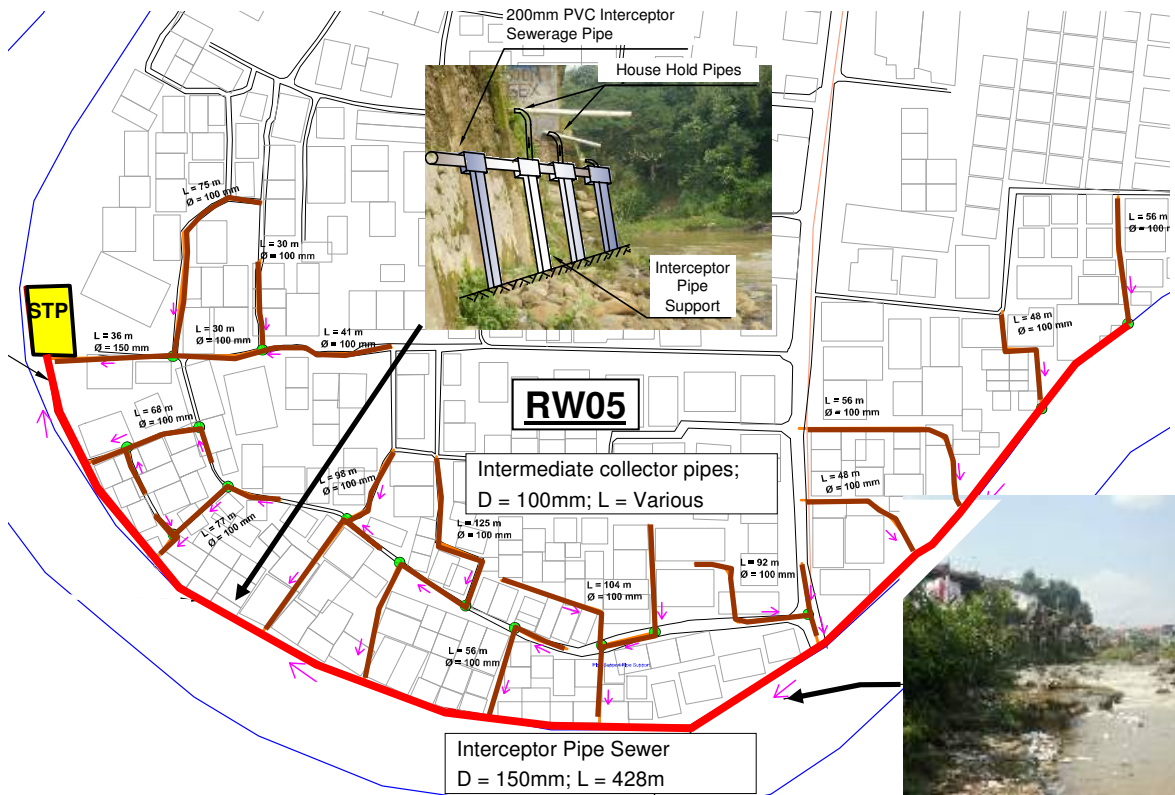 200mm PVC Interceptor
Sewerage Pipe
House Hold Pipes
Interceptor
Pipe
Support
L = 75 m
Ø = 100 mm
L = 30 m
Ø = 100 mm
STP
L = 36 m
Ø = 150 mm
L = 30 m
Ø = 100 mm
L = 41 m
Ø = 100 mm
L = 56 m
Ø = 100 m
L = 48 m
Ø = 100 mm
RW05
L = 68 m
Ø = 100 mm
L = 56 m
Ø = 100 mm
Intermediate collector pipes;
D = 100mm; L = Various
L = 98 m
Ø = 100 mm
L = 48 m
Ø = 100 mm
L = 77 m
Ø = 100 mm
L = 125 m
Ø = 100 mm
L = 104 m
Ø = 100 mm
L = 92 m
Ø = 100 mm
L = 56 m
Ø = 100 mm
Interceptor Pipe Sewer
D = 150mm; L = 428m